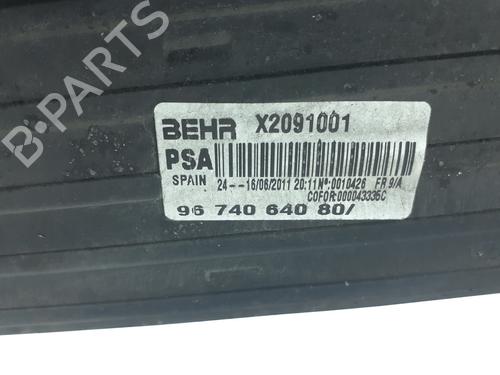 BEHR X2091001
PSA
SPAIN 24--16/06/2011 20:11 Nº:0010426 FR 9/A
COFOR:000043335C
96 740 640 80/
B-PARTS